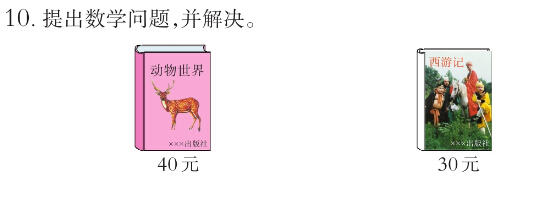 10. 提出数学问题,并解决。
动物世界
×××出版社
40元
西游记
×××出版社
30元